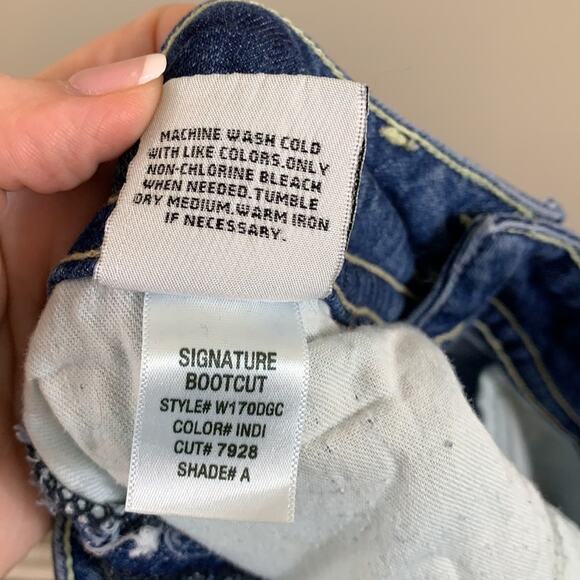 MACHINE WASH COLD
WITH LIKE COLORS.ONLY
NON-CHLORINE BLEACH
WHEN NEEDED.TUMBLE
DRY MEDIUM.WARM IRON
IF NECESSARY.
SIGNATURE
BOOTCUT
STYLE# W170DGC
COLOR# INDI
CUT# 7928
SHADE# A